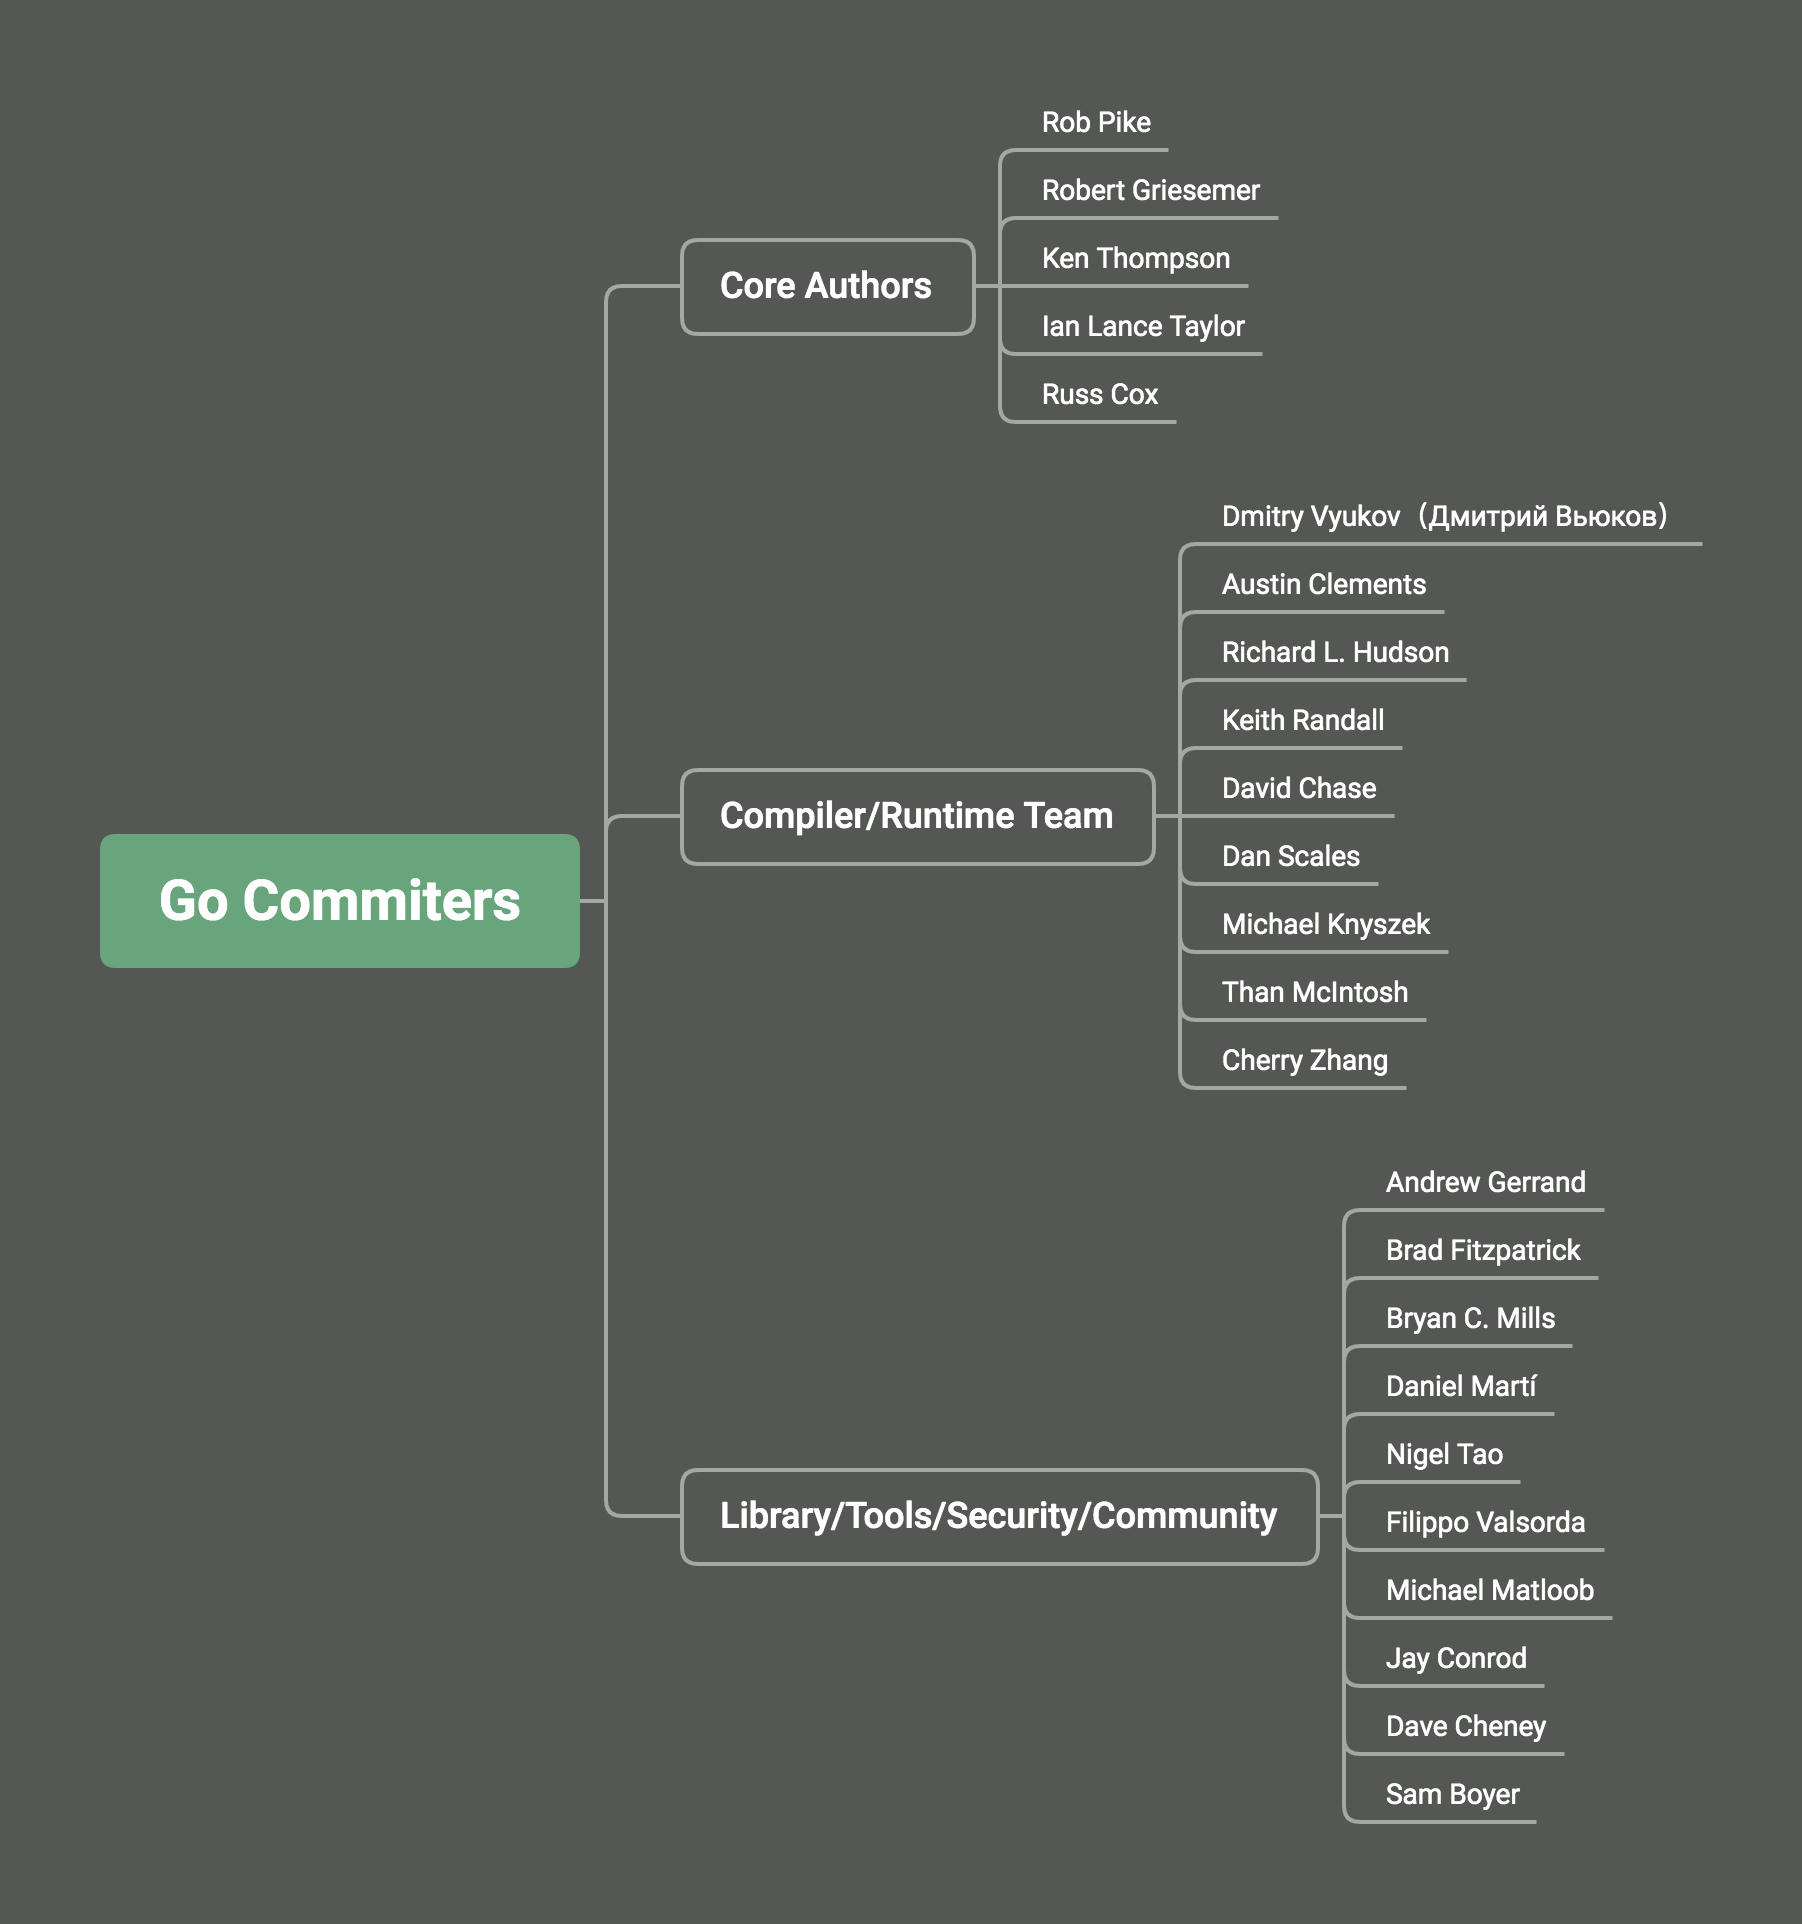 Go Commiters
Core Authors
Rob Pike
Robert Griesemer
Ken Thompson
Ian Lance Taylor
Russ Cox
Compiler/Runtime Team
Dmitry Vyukov（Дмитрий Вьюков）
Austin Clements
Richard L. Hudson
Keith Randall
David Chase
Dan Scales
Michael Knyszek
Than McIntosh
Cherry Zhang
Library/Tools/Security/Community
Andrew Gerrand
Brad Fitzpatrick
Bryan C. Mills
Daniel Martí
Nigel Tao
Filippo Valsorda
Michael Matloob
Jay Conrod
Dave Cheney
Sam Boyer